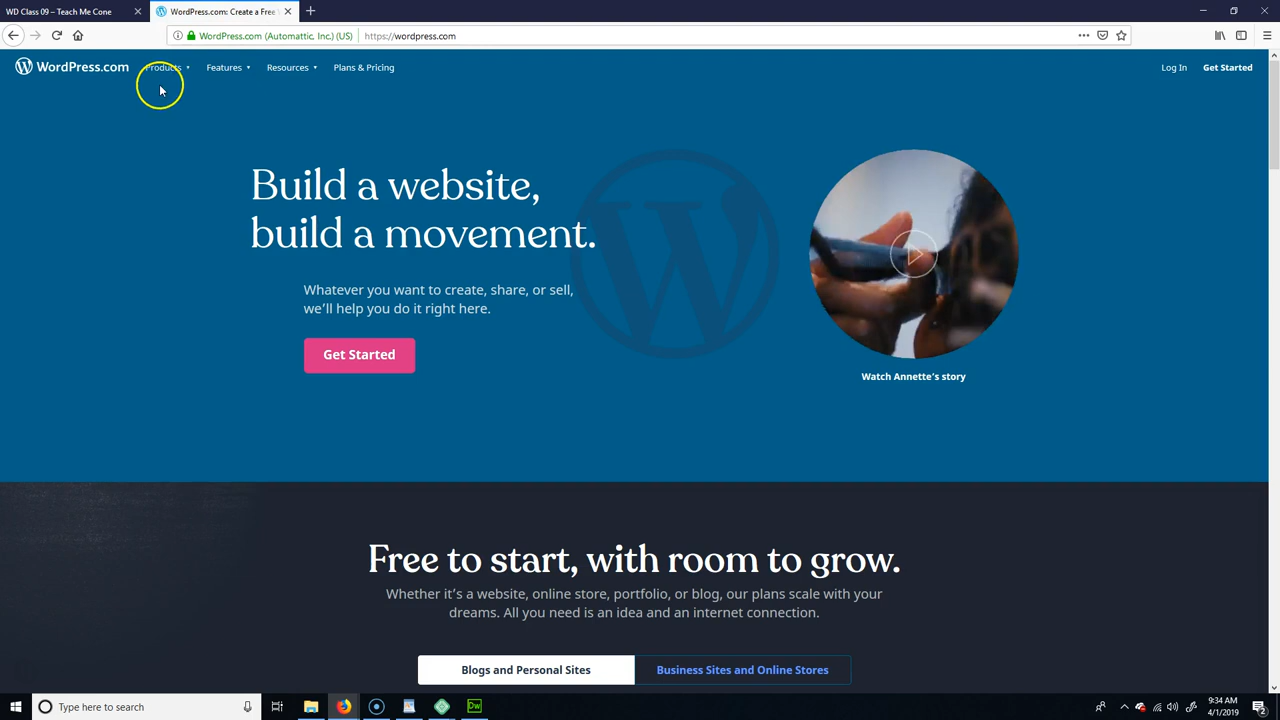 WD Class 09 – Teach Me Cone
WordPress.com: Create a Free
WordPress.com (Automattic, Inc.) (US)
https://wordpress.com
WordPress.com
Products
Features
Resources
Plans & Pricing
Log In
Get Started
Build a website,
build a movement.
Whatever you want to create, share, or sell,
we'll help you do it right here.
Get Started
Watch Annette's story
Free to start, with room to grow.
Whether it's a website, online store, portfolio, or blog, our plans scale with your
dreams. All you need is an idea and an internet connection.
Blogs and Personal Sites
Business Sites and Online Stores
Type here to search
Dw
9:34 AM
4/1/2019
2